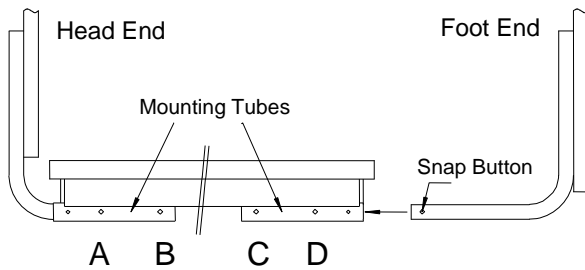 Head End
Foot End
Mounting Tubes
Snap Button
A B C D